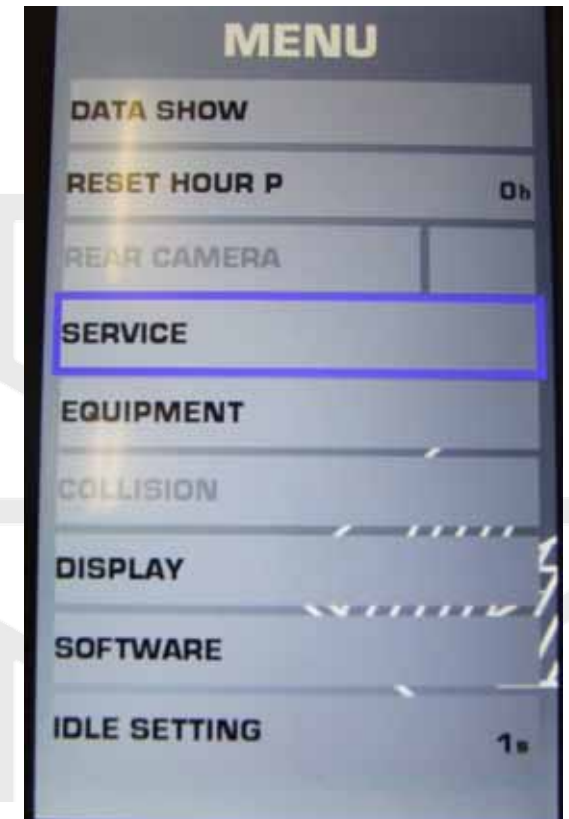 MENU
DATA SHOW
RESET HOUR P 0h
REAR CAMERA
SERVICE
EQUIPMENT
COLLISION
DISPLAY
SOFTWARE
IDLE SETTING 1s